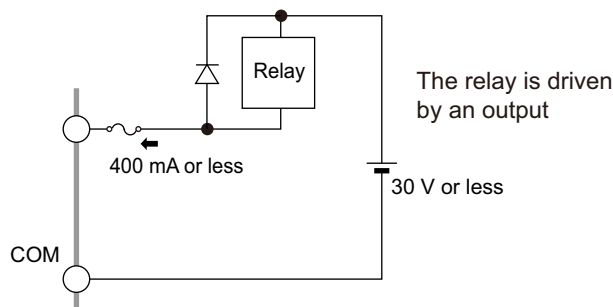 Relay
The relay is driven
by an output
400 mA or less
30 V or less
COM